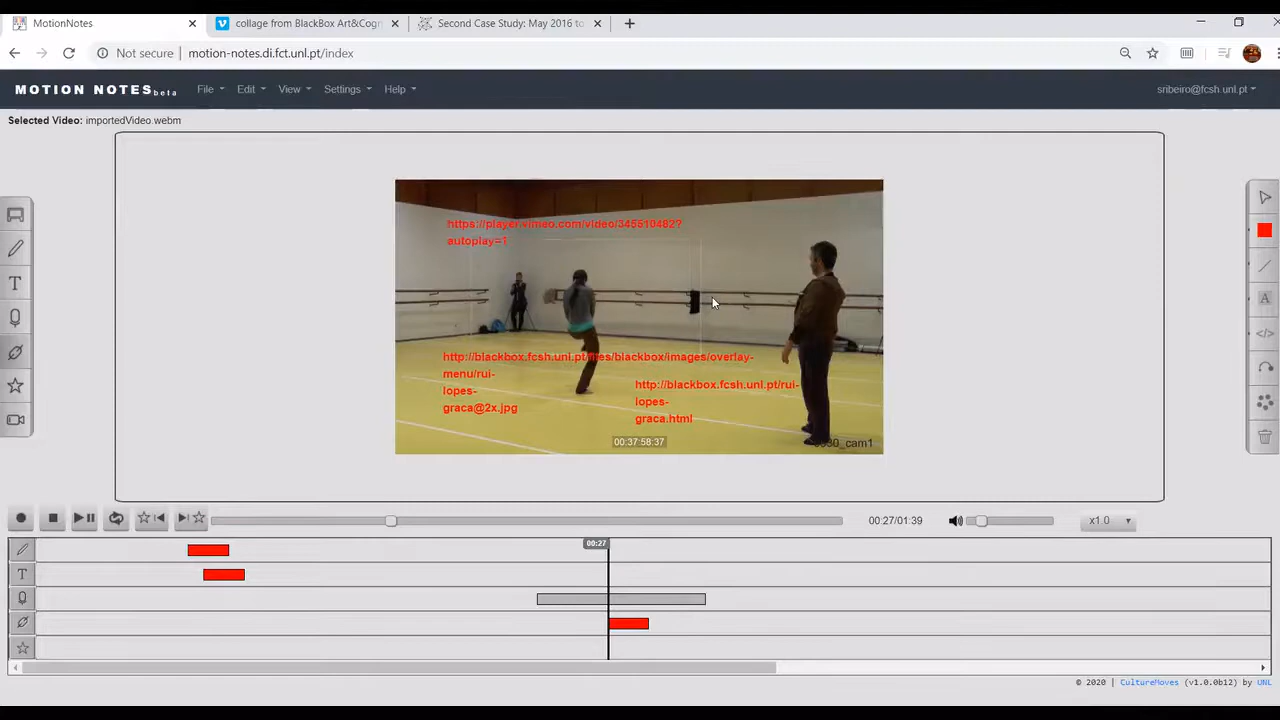 MotionNotes
collage from BlackBox Art&Cogn
Second Case Study: May 2016 to
Not secure motion-notes.di.fct.unl.pt/index
MOTION NOTES beta File Edit View Settings Help sribeiro@fcsh.unl.pt
Selected Video: importedVideo.webm
https://player.vimeo.com/video/345510482?
autoplay=1
http://blackbox.fcsh.unl.pt/files/blackbox/images/overlay-
menu/rui-
lopes-
graca@2x.jpg
http://blackbox.fcsh.unl.pt/rui-
lopes-
graca.html
00:37:58:37
_cam1
T
A
</>
00:27/01:39
x1.0
00:27
T
© 2020 | CultureMoves (v1.0.0b12) by UNL